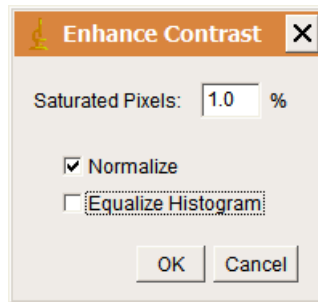 Enhance Contrast
Saturated Pixels: 1.0 %
Normalize
Equalize Histogram
OK Cancel